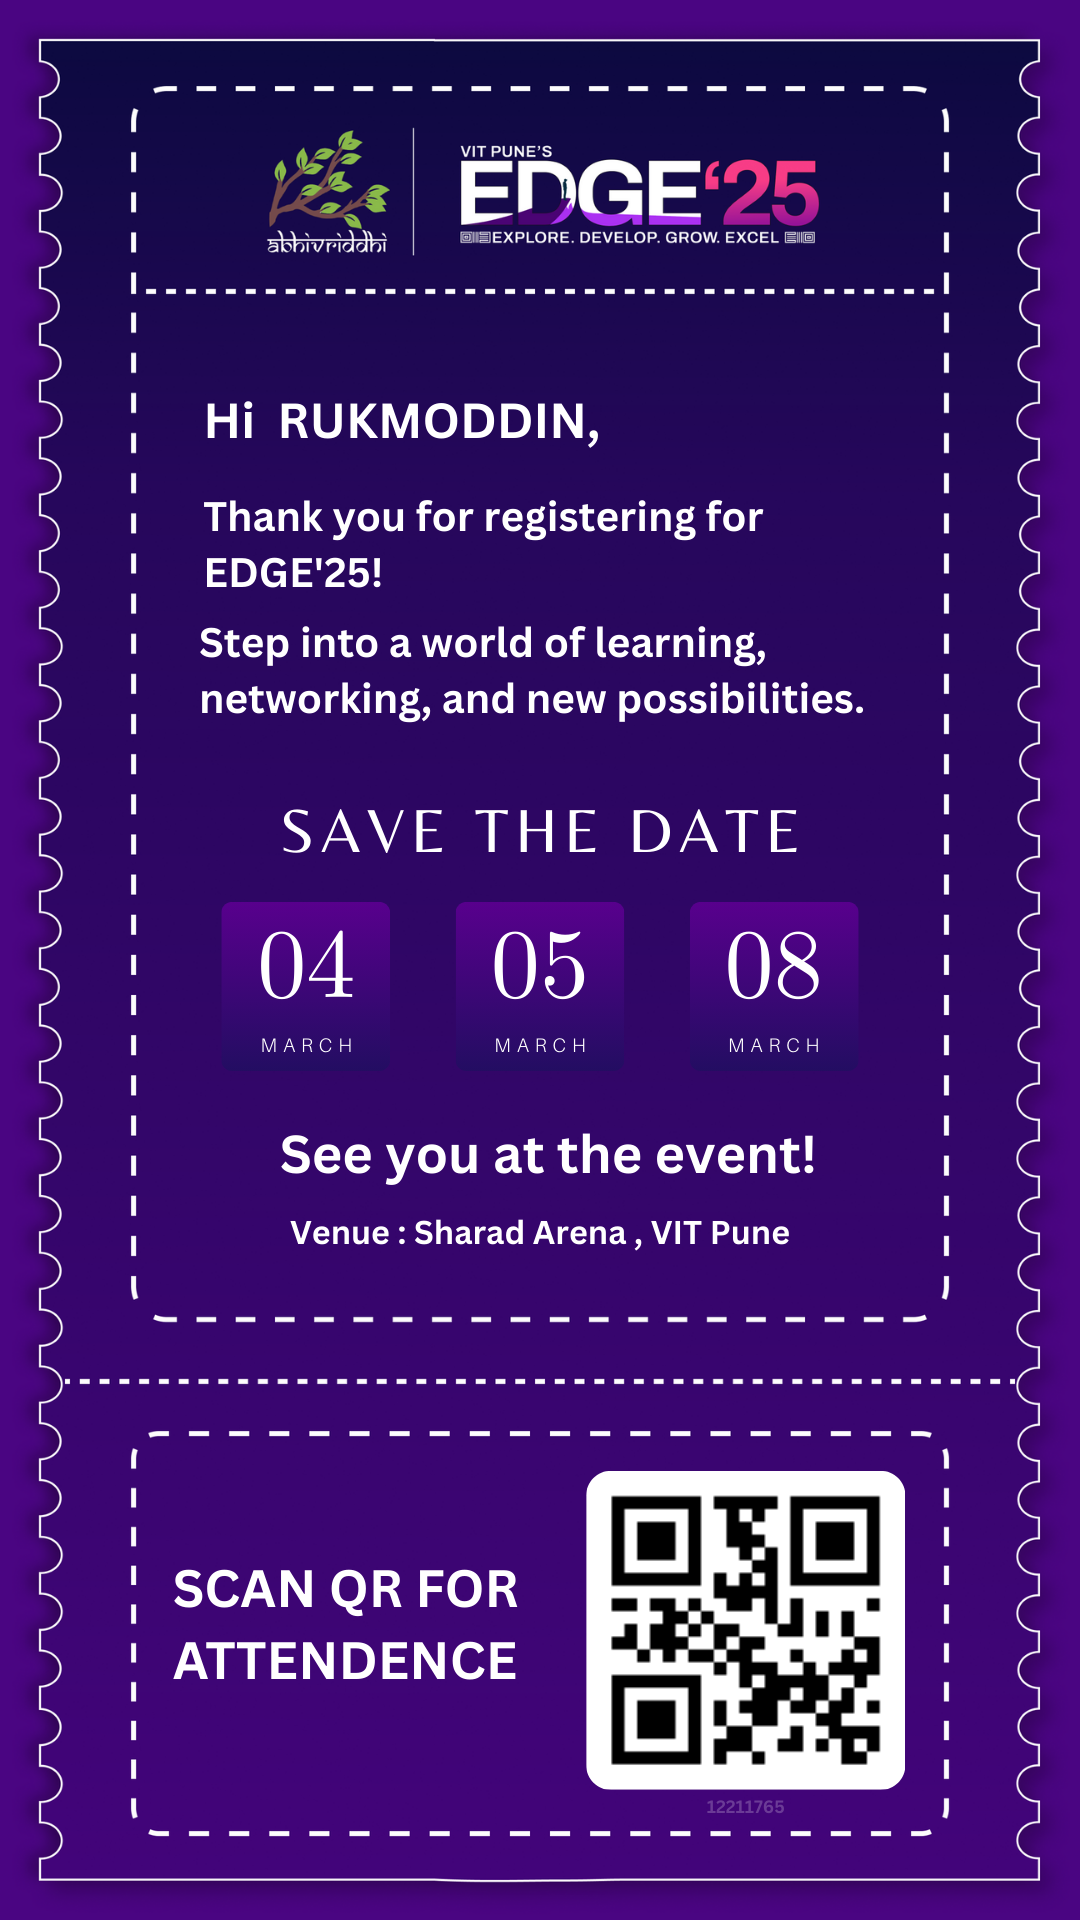 abhivriddhi
VIT PUNE'S
EDGE'25
EXPLORE. DEVELOP. GROW. EXCEL
Hi RUKMODDIN,
Thank you for registering for
EDGE'25!
Step into a world of learning,
networking, and new possibilities.
SAVE THE DATE
04 05 08
MARCH MARCH MARCH
See you at the event!
Venue : Sharad Arena , VIT Pune
SCAN QR FOR
ATTENDENCE
12211765